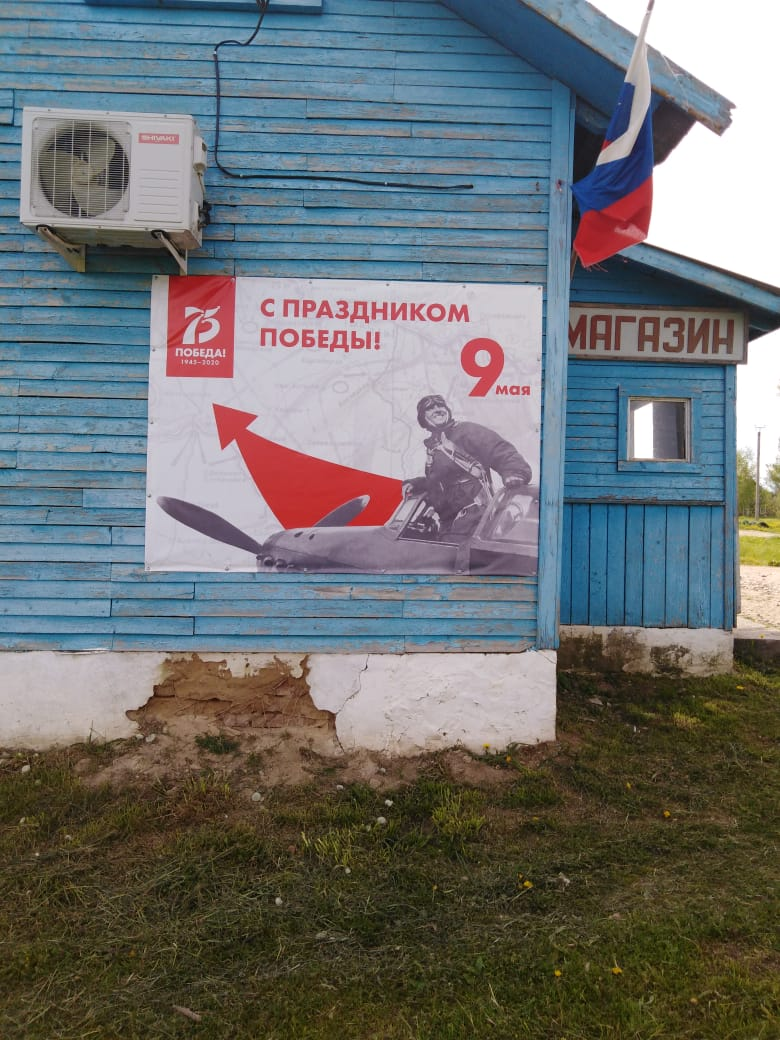 SHIVAKI
75
ПОБЕДА!
1945–2020
С ПРАЗДНИКОМ
ПОБЕДЫ!
9
мая
МАГАЗИН